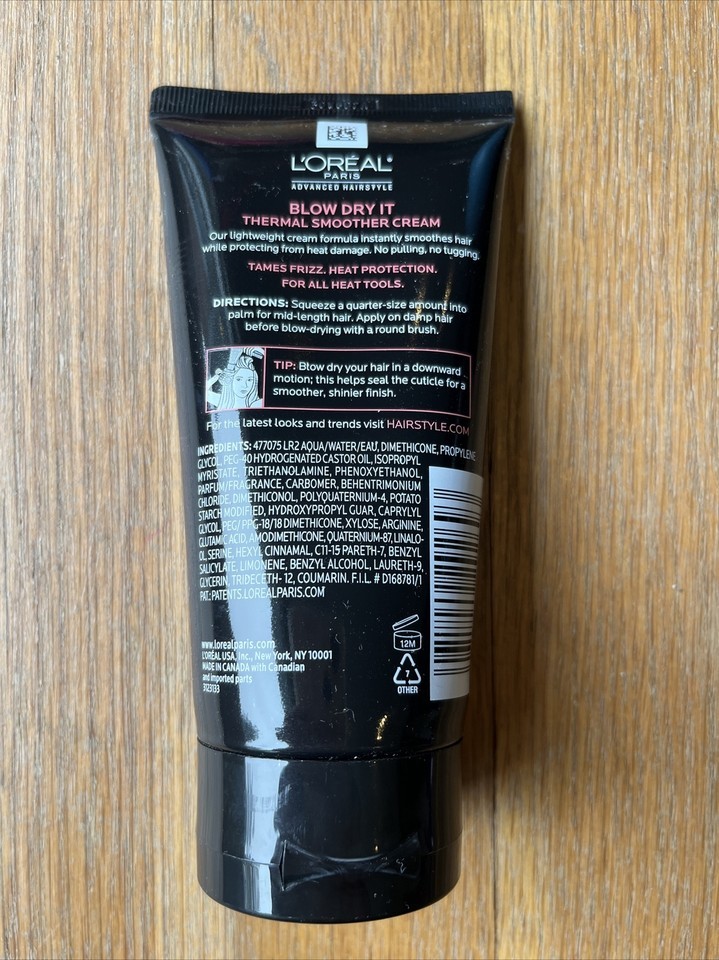 L'ORÉAL®
PARIS
ADVANCED HAIRSTYLE
BLOW DRY IT
THERMAL SMOOTHER CREAM
Our lightweight cream formula instantly smoothes hair
while protecting from heat damage. No pulling, no tugging.
TAMES FRIZZ. HEAT PROTECTION.
FOR ALL HEAT TOOLS.
DIRECTIONS: Squeeze a quarter-size amount into
palm for mid-length hair. Apply on damp hair
before blow-drying with a round brush.
TIP: Blow dry your hair in a downward
motion; this helps seal the cuticle for a
smoother, shinier finish.
For the latest looks and trends visit HAIRSTYLE.COM
INGREDIENTS: 477075 LR2 AQUA/WATER/EAU, DIMETHICONE, PROPYLENE
GLYCOL, PEG-40 HYDROGENATED CASTOR OIL, ISOPROPYL
MYRISTATE, TRIETHANOLAMINE, PHENOXYETHANOL,
PARFUM/FRAGRANCE, CARBOMER, BEHENTRIMONIUM
CHLORIDE, DIMETHICONOL, POLYQUATERNIUM-4, POTATO
STARCH MODIFIED, HYDROXYPROPYL GUAR, CAPRYLYL
GLYCOL, PEG/ PPG-18/18 DIMETHICONE, XYLOSE, ARGININE,
GLUTAMIC ACID, AMODIMETHICONE, QUATERNIUM-87, LINALO-
OL, SERINE, HEXYL CINNAMAL, C11-15 PARETH-7, BENZYL
SALICYLATE, LIMONENE, BENZYL ALCOHOL, LAURETH-9,
GLYCERIN, TRIDECETH- 12, COUMARIN. F.I.L. # D168781/1
PAT.: PATENTS.LOREALPARIS.COM
12M
www.lorealparis.com
L'ORÉAL USA, Inc., New York, NY 10001
MADE IN CANADA with Canadian
and imported parts
3123133
7
OTHER